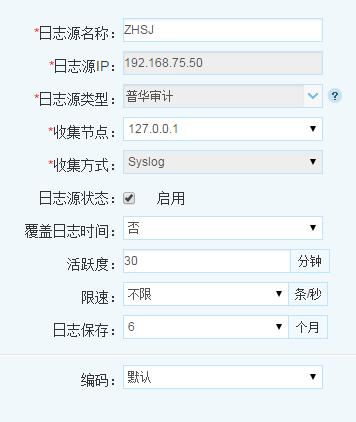 *日志源名称： ZHSJ
*日志源IP： 192.168.75.50
*日志源类型： 普华审计 ?
*收集节点： 127.0.0.1
*收集方式： Syslog
日志源状态： 启用
覆盖日志时间： 否
活跃度： 30 分钟
限速： 不限 条/秒
日志保存： 6 个月
编码： 默认